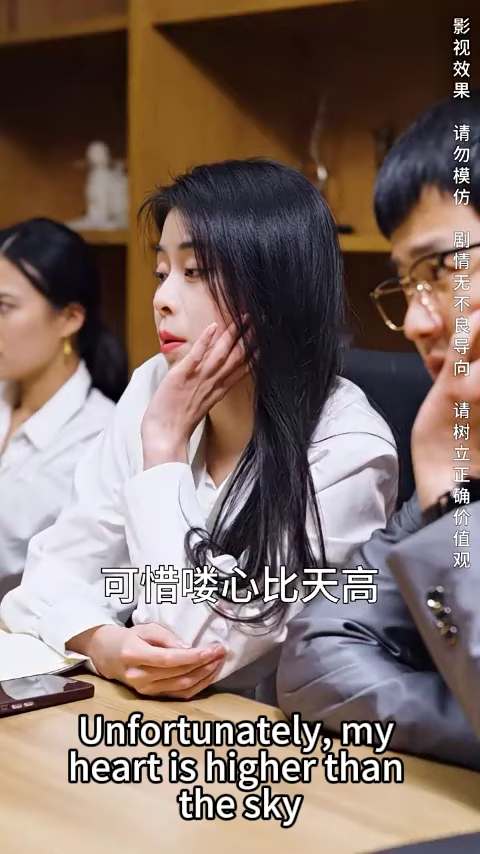 影视效果 请勿模仿 剧情无不良导向 请树立正确价值观
可惜喽心比天高
Unfortunately, my
heart is higher than
the sky